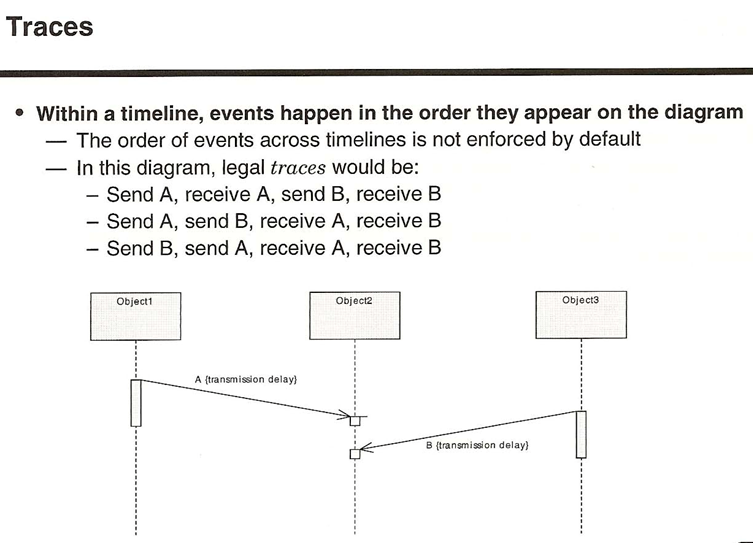 Traces
• Within a timeline, events happen in the order they appear on the diagram
— The order of events across timelines is not enforced by default
— In this diagram, legal traces would be:
– Send A, receive A, send B, receive B
– Send A, send B, receive A, receive B
– Send B, send A, receive A, receive B
Object1
Object2
Object3
A {transmission delay}
B {transmission delay}